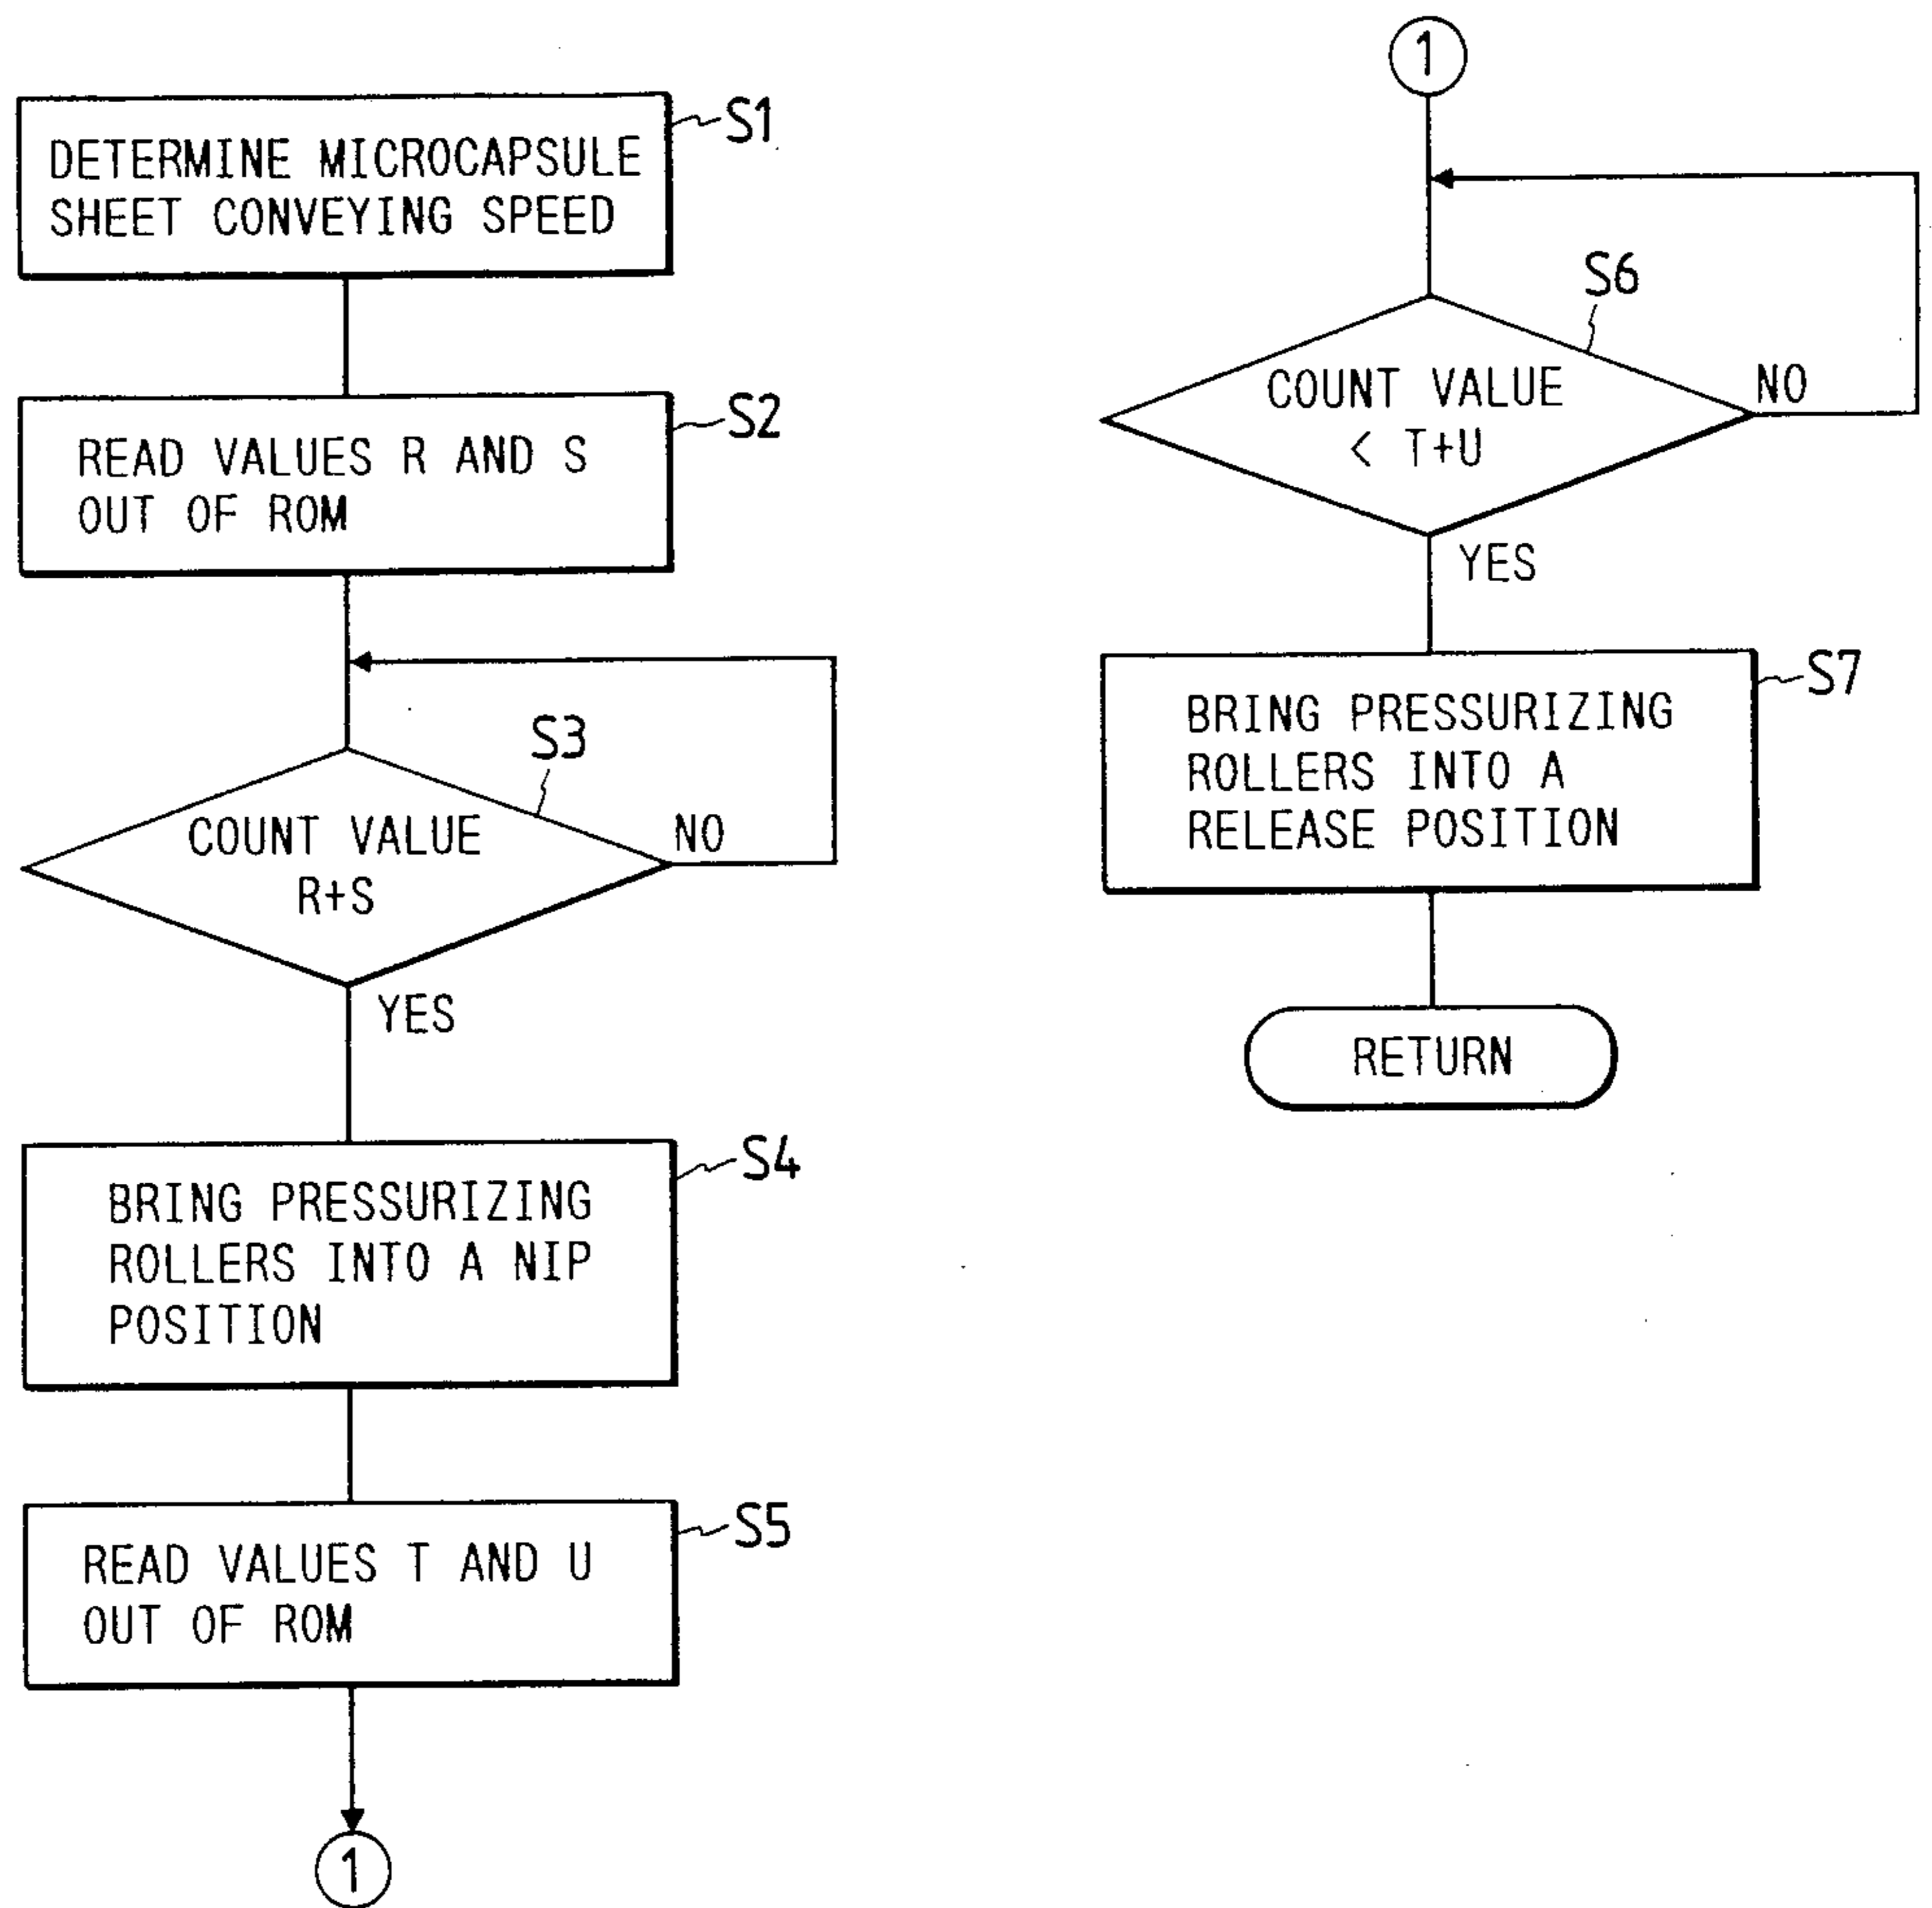 S1
DETERMINE MICROCAPSULE
SHEET CONVEYING SPEED
S2
READ VALUES R AND S
OUT OF ROM
S3
COUNT VALUE
R+S
NO
YES
S4
BRING PRESSURIZING
ROLLERS INTO A NIP
POSITION
S5
READ VALUES T AND U
OUT OF ROM
1
1
S6
COUNT VALUE
< T+U
NO
YES
S7
BRING PRESSURIZING
ROLLERS INTO A
RELEASE POSITION
RETURN